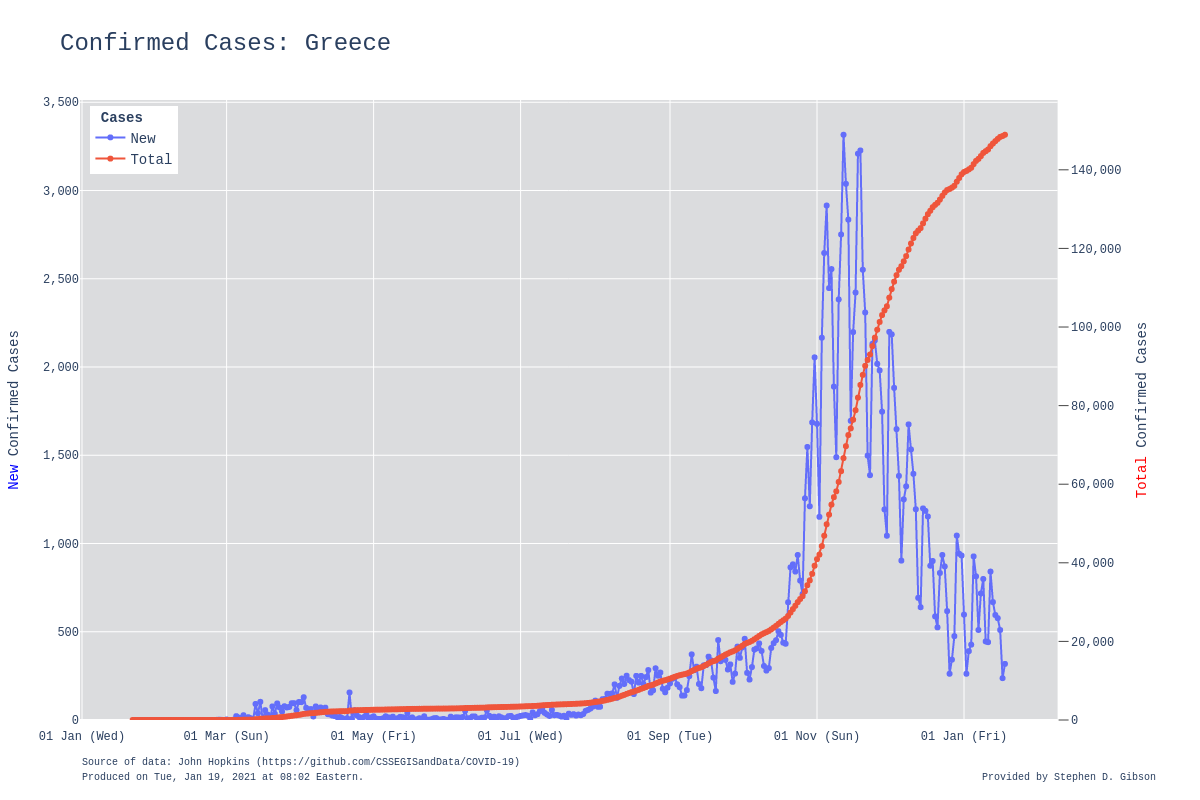 Confirmed Cases: Greece
Cases
New
Total
3,500
3,000
2,500
2,000
1,500
1,000
500
0
New Confirmed Cases
140,000
120,000
100,000
80,000
60,000
40,000
20,000
0
Total Confirmed Cases
01 Jan (Wed)
01 Mar (Sun)
01 May (Fri)
01 Jul (Wed)
01 Sep (Tue)
01 Nov (Sun)
01 Jan (Fri)
Source of data: John Hopkins (https://github.com/CSSEGISandData/COVID-19)
Produced on Tue, Jan 19, 2021 at 08:02 Eastern.
Provided by Stephen D. Gibson